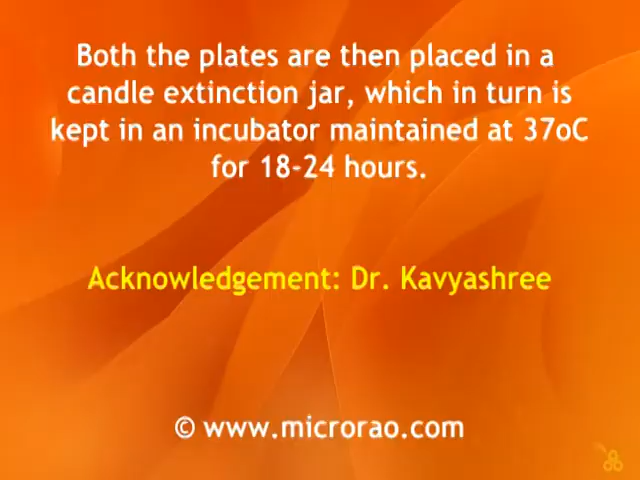 Both the plates are then placed in a
candle extinction jar, which in turn is
kept in an incubator maintained at 37oC
for 18-24 hours.
Acknowledgement: Dr. Kavyashree
© www.microrao.com